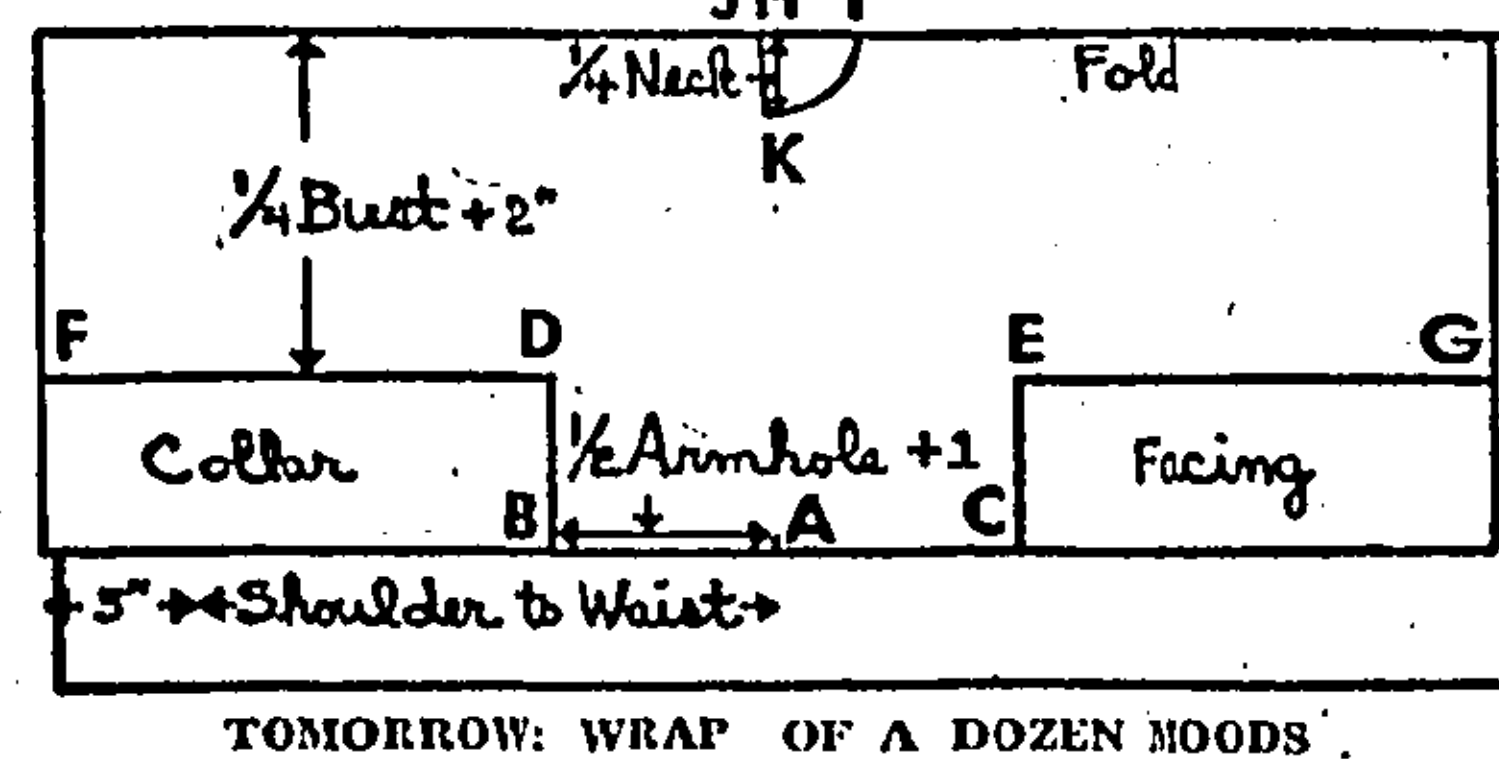 ¼ Neck
Fold
K
¼ Bust + 2"
F D E G
Collar
½ Armhole +1
Facing
B A C
Shoulder to Waist
TOMORROW: WRAP OF A DOZEN MOODS